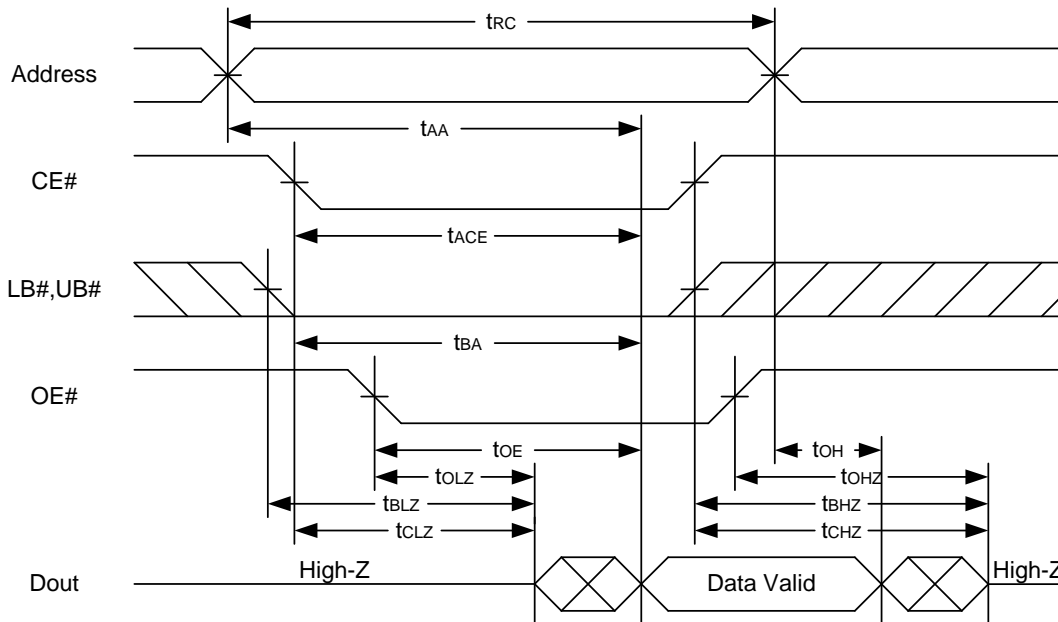 tRC
Address
tAA
CE#
tACE
LB#,UB#
tBA
OE#
tOE
tOH
tOLZ
tOHZ
tBLZ
tBHZ
tCLZ
tCHZ
Dout
High-Z
Data Valid
High-Z